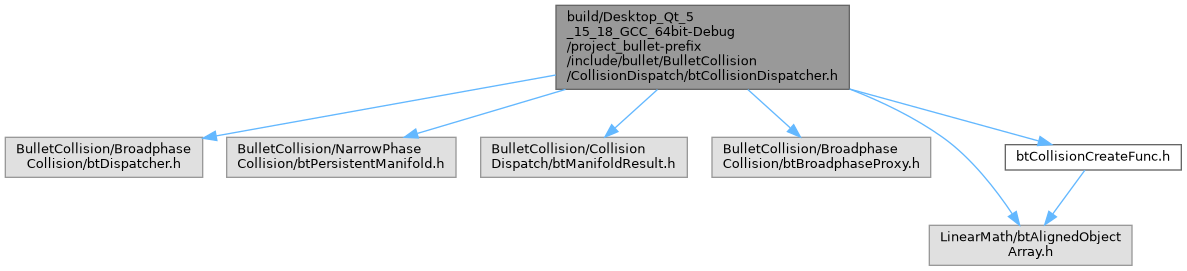 build/Desktop_Qt_5
_15_18_GCC_64bit-Debug
/project_bullet-prefix
/include/bullet/BulletCollision
/CollisionDispatch/btCollisionDispatcher.h
BulletCollision/Broadphase
Collision/btDispatcher.h
BulletCollision/NarrowPhase
Collision/btPersistentManifold.h
BulletCollision/Collision
Dispatch/btManifoldResult.h
BulletCollision/Broadphase
Collision/btBroadphaseProxy.h
btCollisionCreateFunc.h
LinearMath/btAlignedObject
Array.h